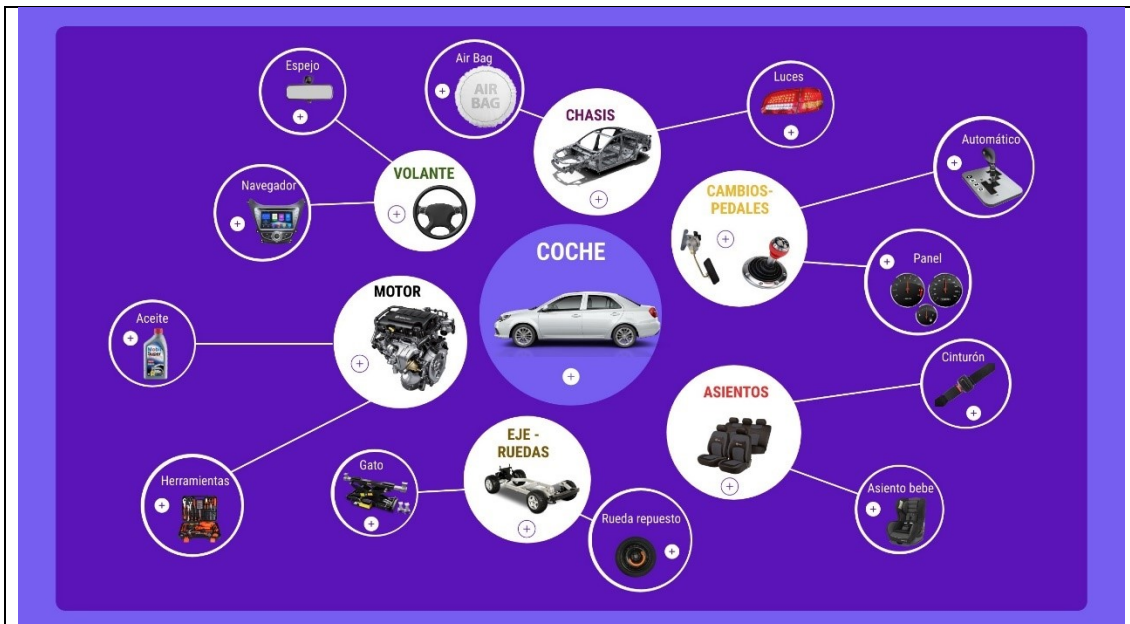 Espejo
Air Bag
AIR
BAG
CHASIS
Luces
Automático
VOLANTE
Navegador
CAMBIOS-
PEDALES
COCHE
Panel
MOTOR
Aceite
Cinturón
ASIENTOS
EJE -
RUEDAS
Gato
Herramientas
Asiento bebe
Rueda repuesto